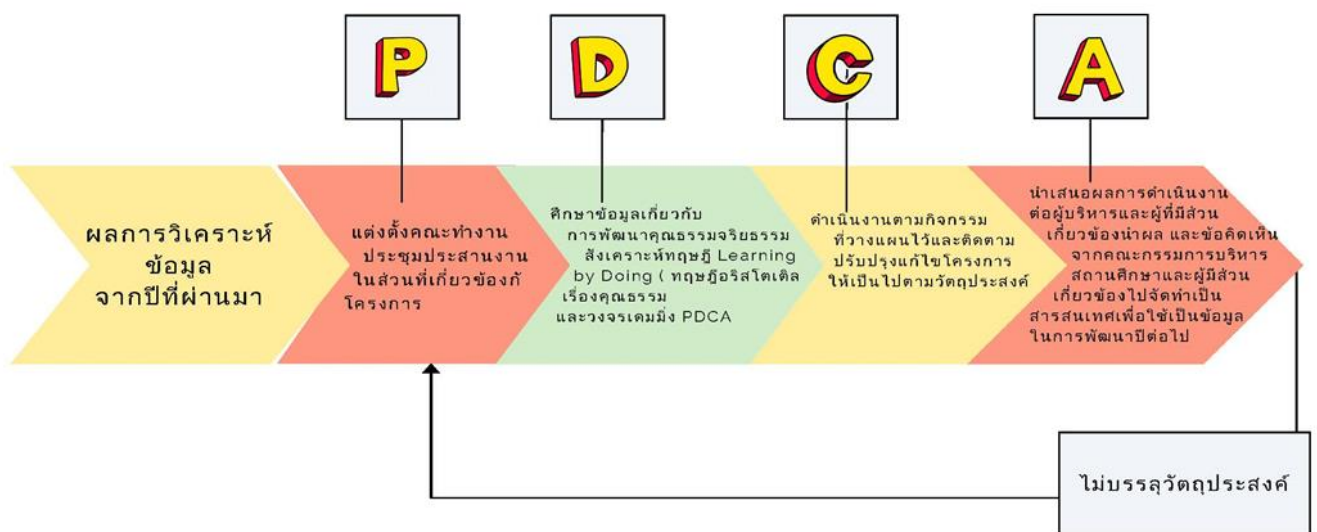 P
D
C
A
ผลการวิเคราะห์
ข้อมูล
จากปีที่ผ่านมา
แต่งตั้งคณะทำงาน
ประชุมประสานงาน
ในส่วนที่เกี่ยวข้องกั
โครงการ
ศึกษาข้อมูลเกี่ยวกับ
การพัฒนาคุณธรรมจริยธรรม
สังเคราะห์ทฤษฎี Learning
by Doing ( ทฤษฎีอริสโตเติล
เรื่องคุณธรรม
และวงจรเดมมิ่ง PDCA
ดำเนินงานตามกิจกรรม
ที่วางแผนไว้และติดตาม
ปรับปรุงแก้ไขโครงการ
ให้เป็นไปตามวัตถุประสงค์
นำเสนอผลการดำเนินงาน
ต่อผู้บริหารและผู้ที่มีส่วน
เกี่ยวข้องนำผล และข้อคิดเห็น
จากคณะกรรมการบริหาร
สถานศึกษาและผู้มีส่วน
เกี่ยวข้องไปจัดทำเป็น
สารสนเทศเพื่อใช้เป็นข้อมูล
ในการพัฒนาปีต่อไป
ไม่บรรลุวัตถุประสงค์